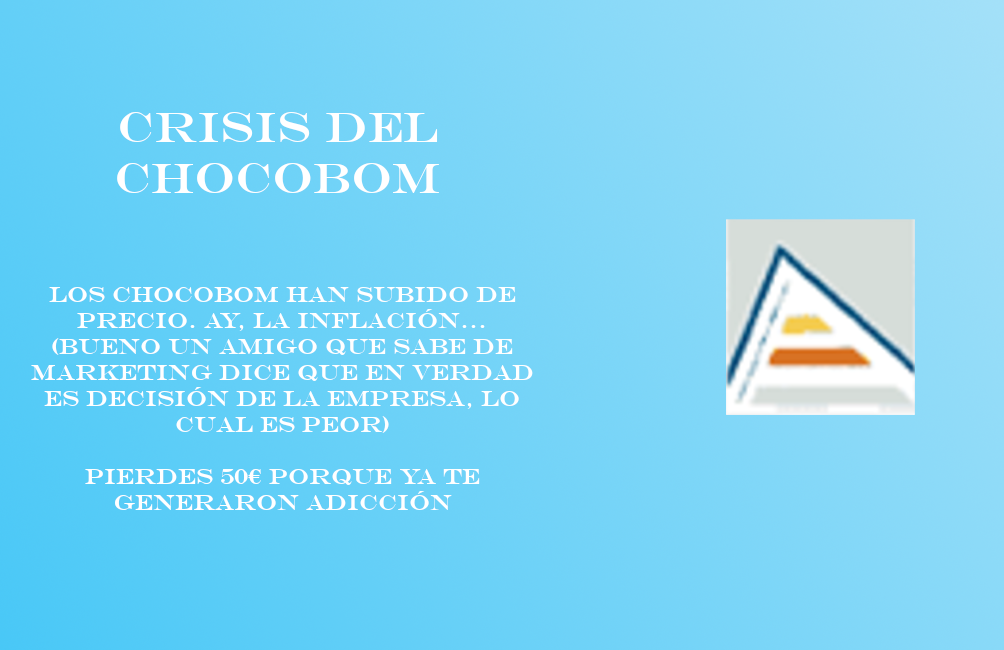 CRISIS DEL
CHOCOBOM
LOS CHOCOBOM HAN SUBIDO DE
PRECIO. AY, LA INFLACIÓN...
(BUENO UN AMIGO QUE SABE DE
MARKETING DICE QUE EN VERDAD
ES DECISIÓN DE LA EMPRESA, LO
CUAL ES PEOR)
PIERDES 50€ PORQUE YA TE
GENERARON ADICCIÓN